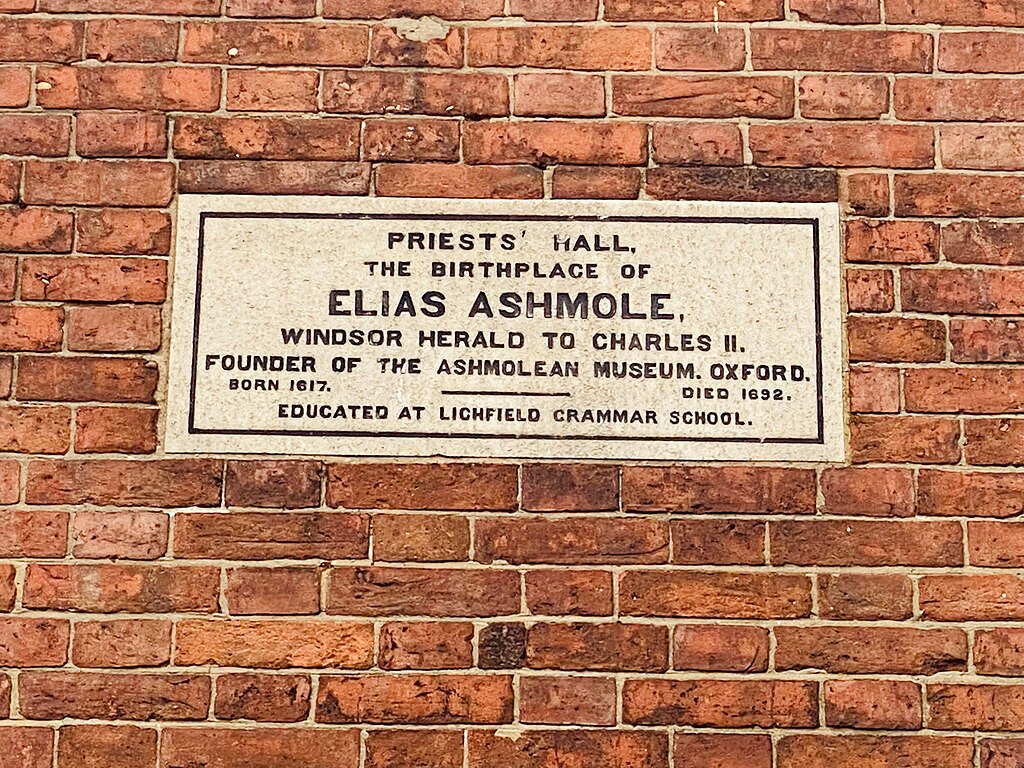 PRIESTS' HALL,
THE BIRTHPLACE OF
ELIAS ASHMOLE,
WINDSOR HERALD TO CHARLES II.
FOUNDER OF THE ASHMOLEAN MUSEUM. OXFORD.
BORN 1617. DIED 1692.
EDUCATED AT LICHFIELD GRAMMAR SCHOOL.